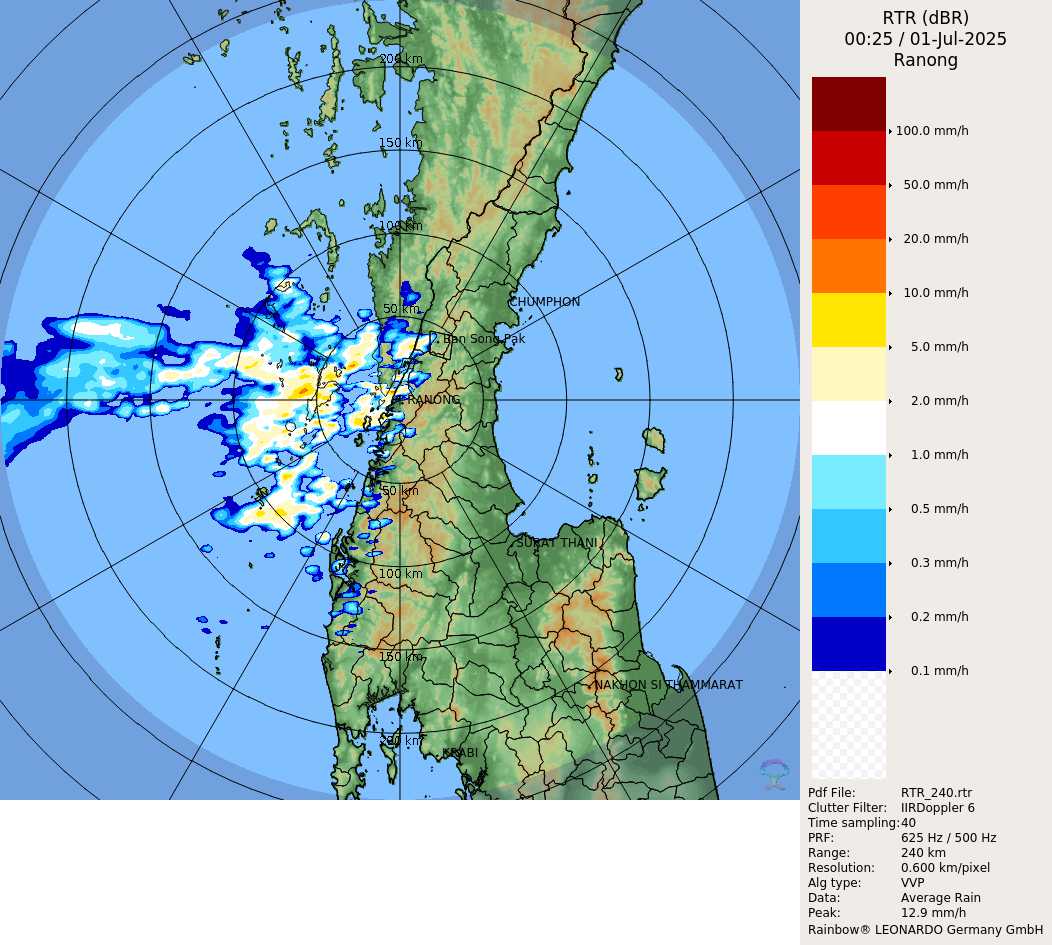 200 km
150 km
100 km
50 km
CHUMPHON
Ban Song Pak
RANONG
50 km
SURAT THANI
100 km
150 km
NAKHON SI THAMMARAT
200 km
KRABI
RTR (dBR)
00:25 / 01-Jul-2025
Ranong
100.0 mm/h
50.0 mm/h
20.0 mm/h
10.0 mm/h
5.0 mm/h
2.0 mm/h
1.0 mm/h
0.5 mm/h
0.3 mm/h
0.2 mm/h
0.1 mm/h
Pdf File: RTR_240.rtr
Clutter Filter: IIRDoppler 6
Time sampling: 40
PRF: 625 Hz / 500 Hz
Range: 240 km
Resolution: 0.600 km/pixel
Alg type: VVP
Data: Average Rain
Peak: 12.9 mm/h
Rainbow® LEONARDO Germany GmbH